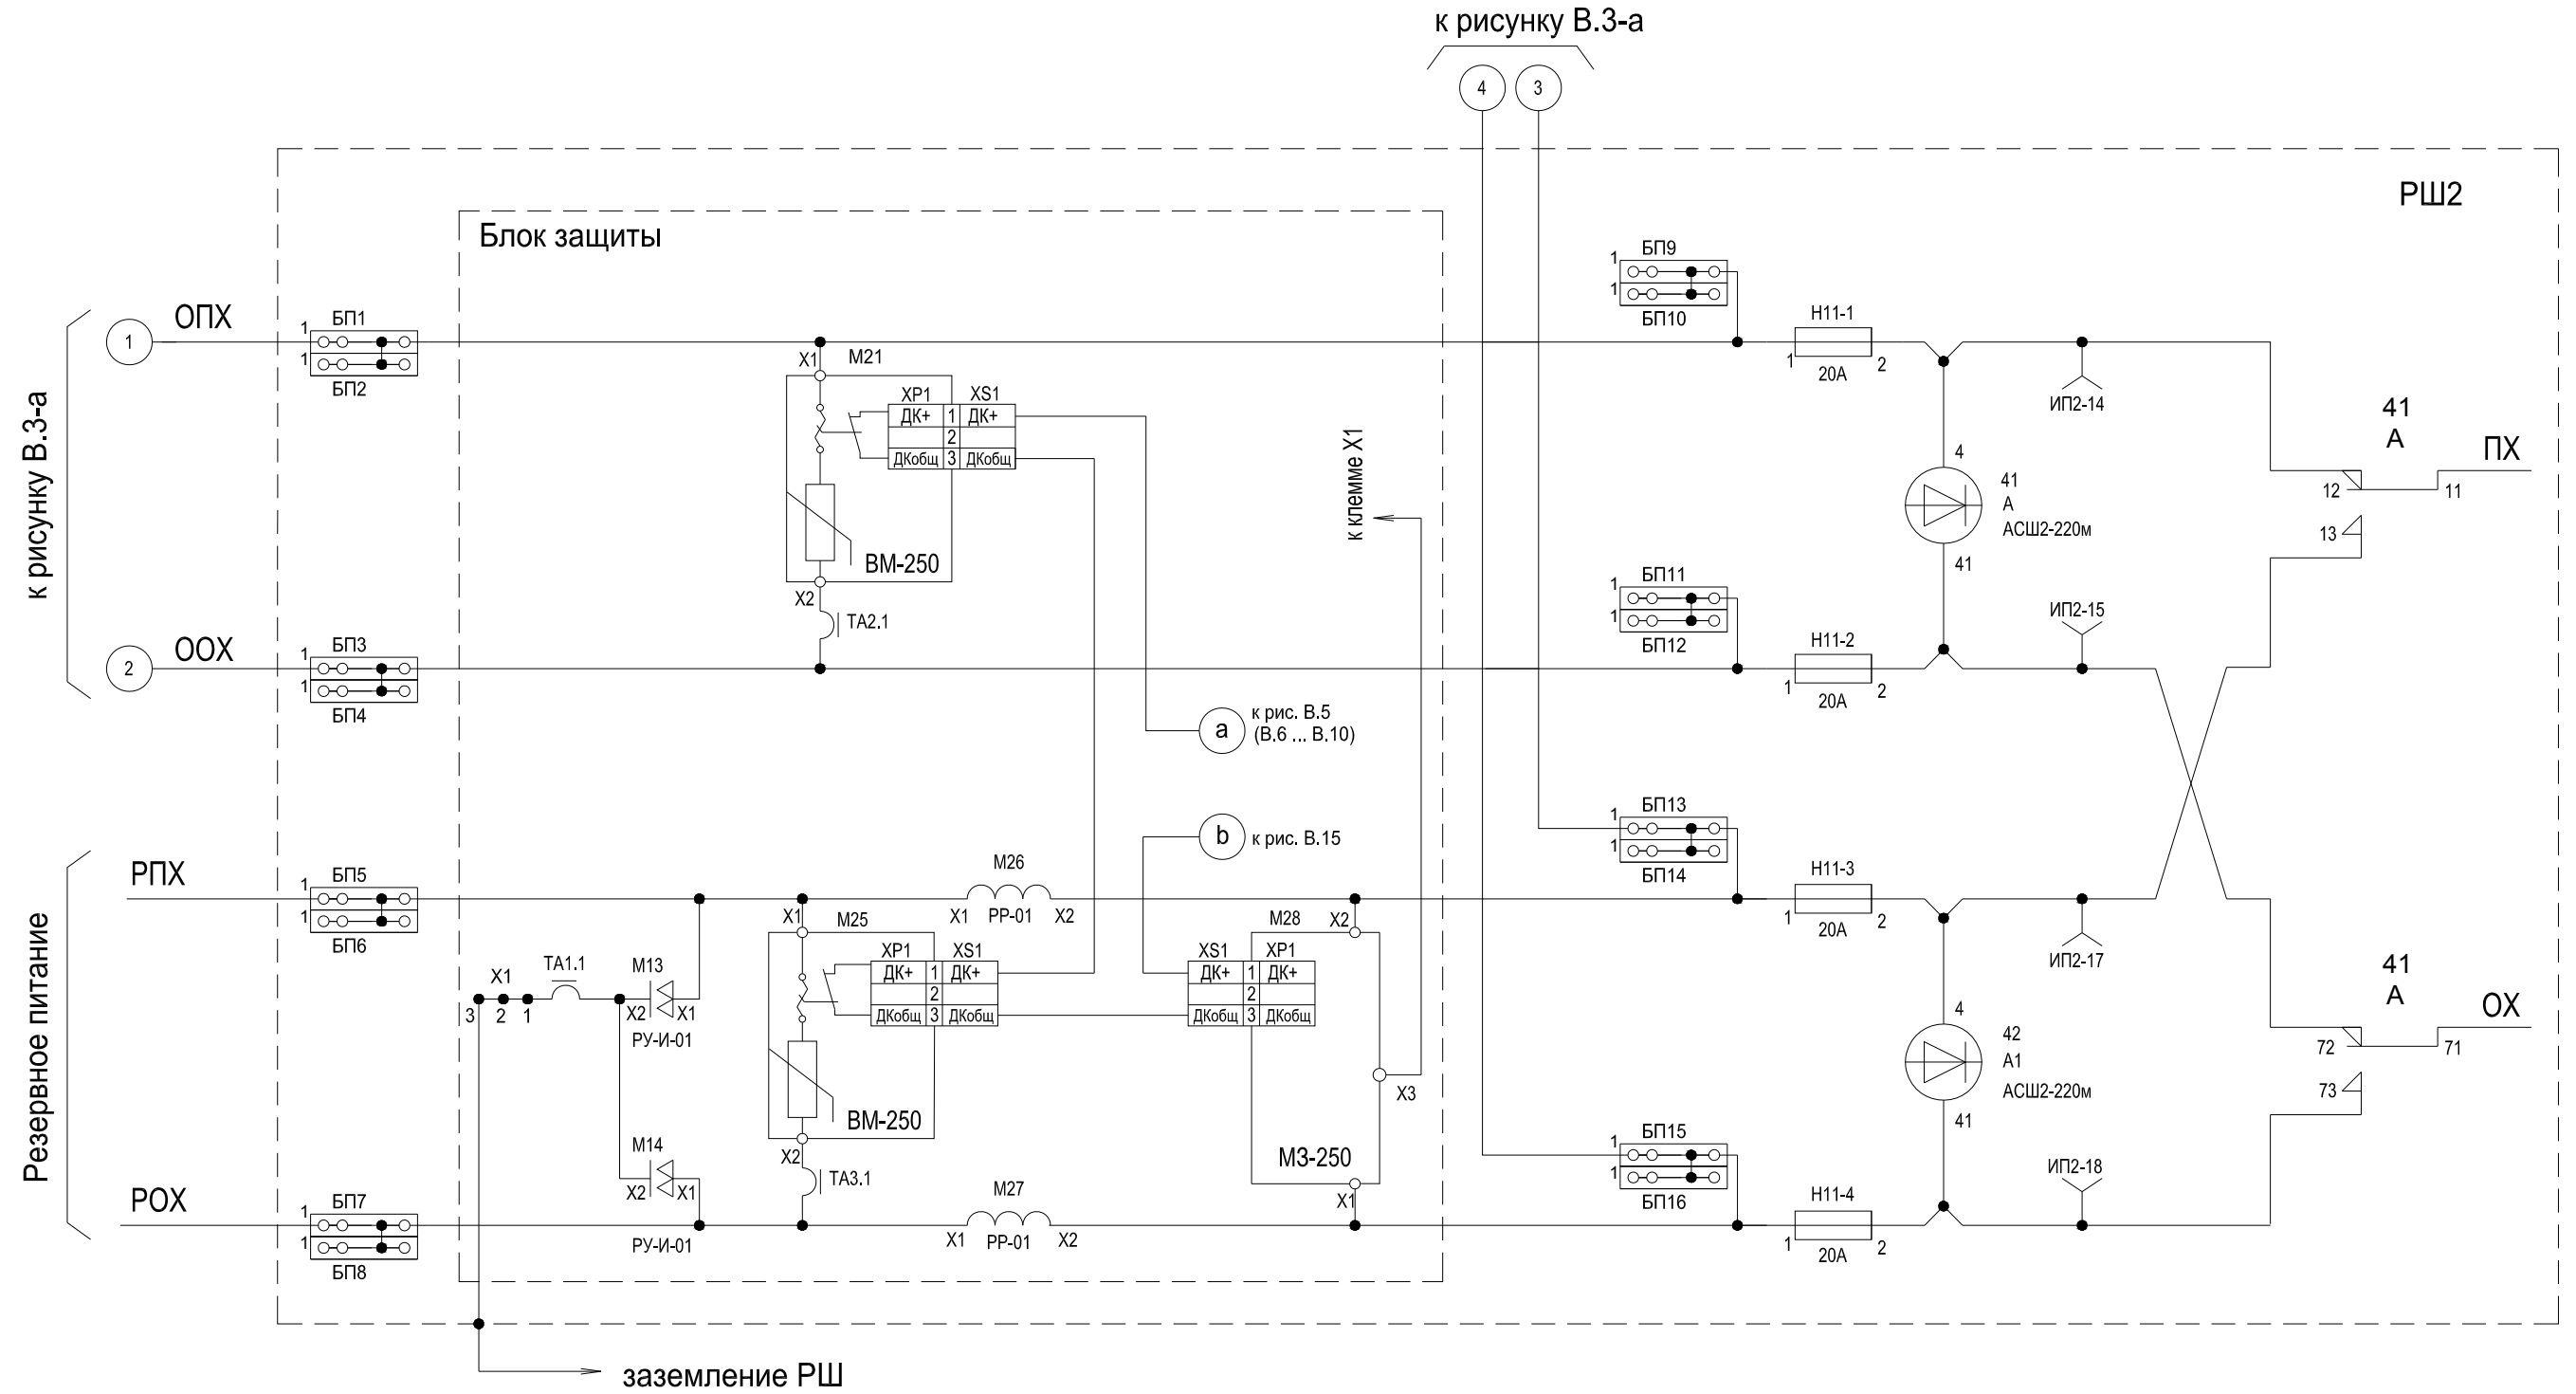 к рисунку В.3-а
4 3
РШ2
Блок защиты
к рисунку В.3-а
1 ОПХ
1 БП1
1 БП2
X1 М21
XP1 XS1
ДК+ 1 ДК+
2
ДКобщ 3 ДКобщ
ВМ-250
X2
ТА2.1
2 ООХ
1 БП3
1 БП4
к клемме X1
1 БП9
1 БП10
Н11-1
1 2
20А
ИП2-14
4
41
А
АСШ2-220м
41
41
А
ПХ
12 11
13
1 БП11
1 БП12
Н11-2
1 2
20А
ИП2-15
a к рис. В.5
(В.6 ... В.10)
b к рис. В.15
Резервное питание
РПХ
1 БП5
1 БП6
X1
3 2 1
ТА1.1
М13
X2 X1
РУ-И-01
М14
X2 X1
РУ-И-01
X1 М25
XP1 XS1
ДК+ 1 ДК+
2
ДКобщ 3 ДКобщ
ВМ-250
X2
ТА3.1
М26
X1 РР-01 X2
X2 М28
XS1 XP1
ДК+ 1 ДК+
2
ДКобщ 3 ДКобщ
X3
МЗ-250
X1
М27
X1 РР-01 X2
РОХ
1 БП7
1 БП8
1 БП13
1 БП14
Н11-3
1 2
20А
ИП2-17
4
42
А1
АСШ2-220м
41
41
А
ОХ
72 71
73
1 БП15
1 БП16
Н11-4
1 2
20А
ИП2-18
заземление РШ